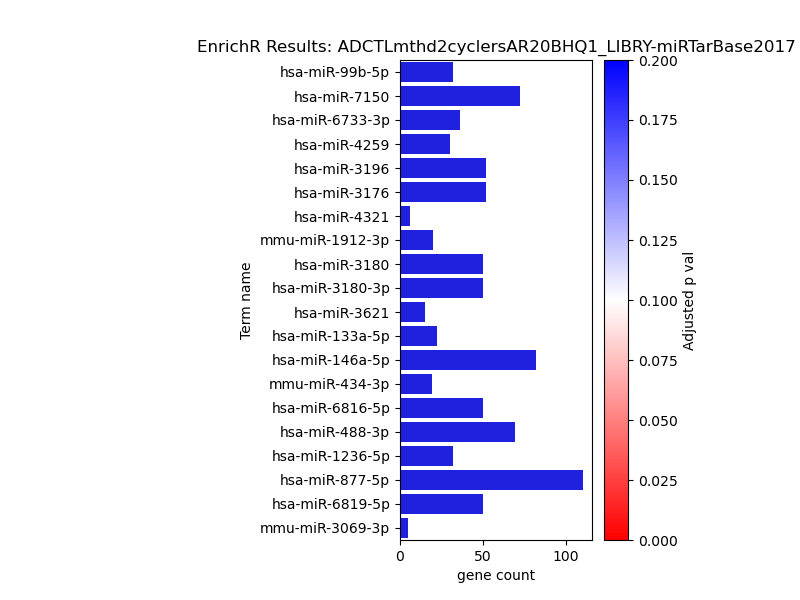 EnrichR Results: ADCTLmthd2cyclersAR20BHQ1_LIBRY-miRTarBase2017
hsa-miR-99b-5p
hsa-miR-7150
hsa-miR-6733-3p
hsa-miR-4259
hsa-miR-3196
hsa-miR-3176
hsa-miR-4321
mmu-miR-1912-3p
hsa-miR-3180
hsa-miR-3180-3p
hsa-miR-3621
hsa-miR-133a-5p
hsa-miR-146a-5p
mmu-miR-434-3p
hsa-miR-6816-5p
hsa-miR-488-3p
hsa-miR-1236-5p
hsa-miR-877-5p
hsa-miR-6819-5p
mmu-miR-3069-3p
Term name
0 50 100
gene count
0.200
0.175
0.150
0.125
0.100
0.075
0.050
0.025
0.000
Adjusted p val